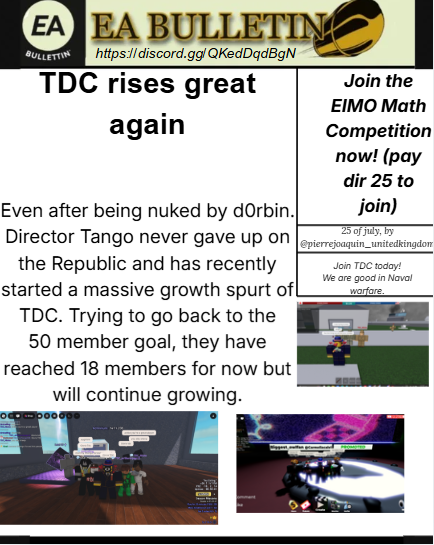 EA
BULLETTIN`
EA BULLETIN
https://discord.gg/QKedDqdBgN
TDC rises great
again
Even after being nuked by d0rbin.
Director Tango never gave up on
the Republic and has recently
started a massive growth spurt of
TDC. Trying to go back to the
50 member goal, they have
reached 18 members for now but
will continue growing.
Join the
EIMO Math
Competition
now! (pay
dir 25 to
join)
25 of july, by
@pierrejoaquin_unitedkingdom
Join TDC today!
We are good in Naval
warfare.